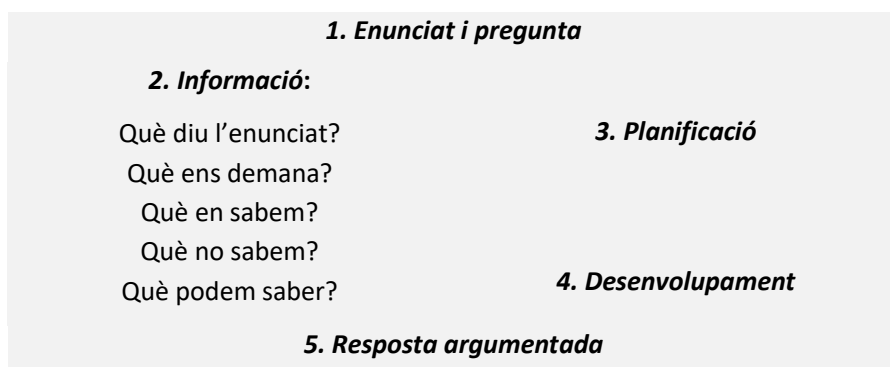 1. Enunciat i pregunta
2. Informació:
Què diu l’enunciat?
Què ens demana?
Què en sabem?
Què no sabem?
Què podem saber?
3. Planificació
4. Desenvolupament
5. Resposta argumentada